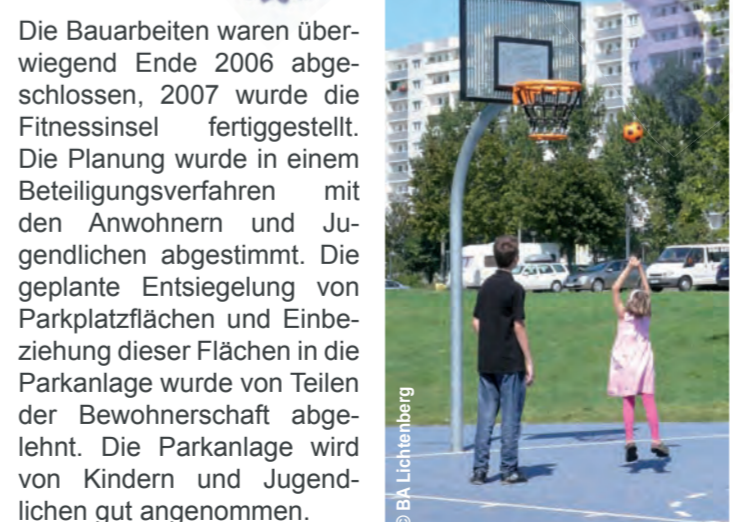 Die Bauarbeiten waren über-
wiegend Ende 2006 abge-
schlossen, 2007 wurde die
Fitnessinsel fertiggestellt.
Die Planung wurde in einem
Beteiligungsverfahren mit
den Anwohnern und Ju-
gendlichen abgestimmt. Die
geplante Entsiegelung von
Parkplatzflächen und Einbe-
ziehung dieser Flächen in die
Parkanlage wurde von Teilen
der Bewohnerschaft abge-
lehnt. Die Parkanlage wird
von Kindern und Jugend-
lichen gut angenommen.
© BA Lichtenberg